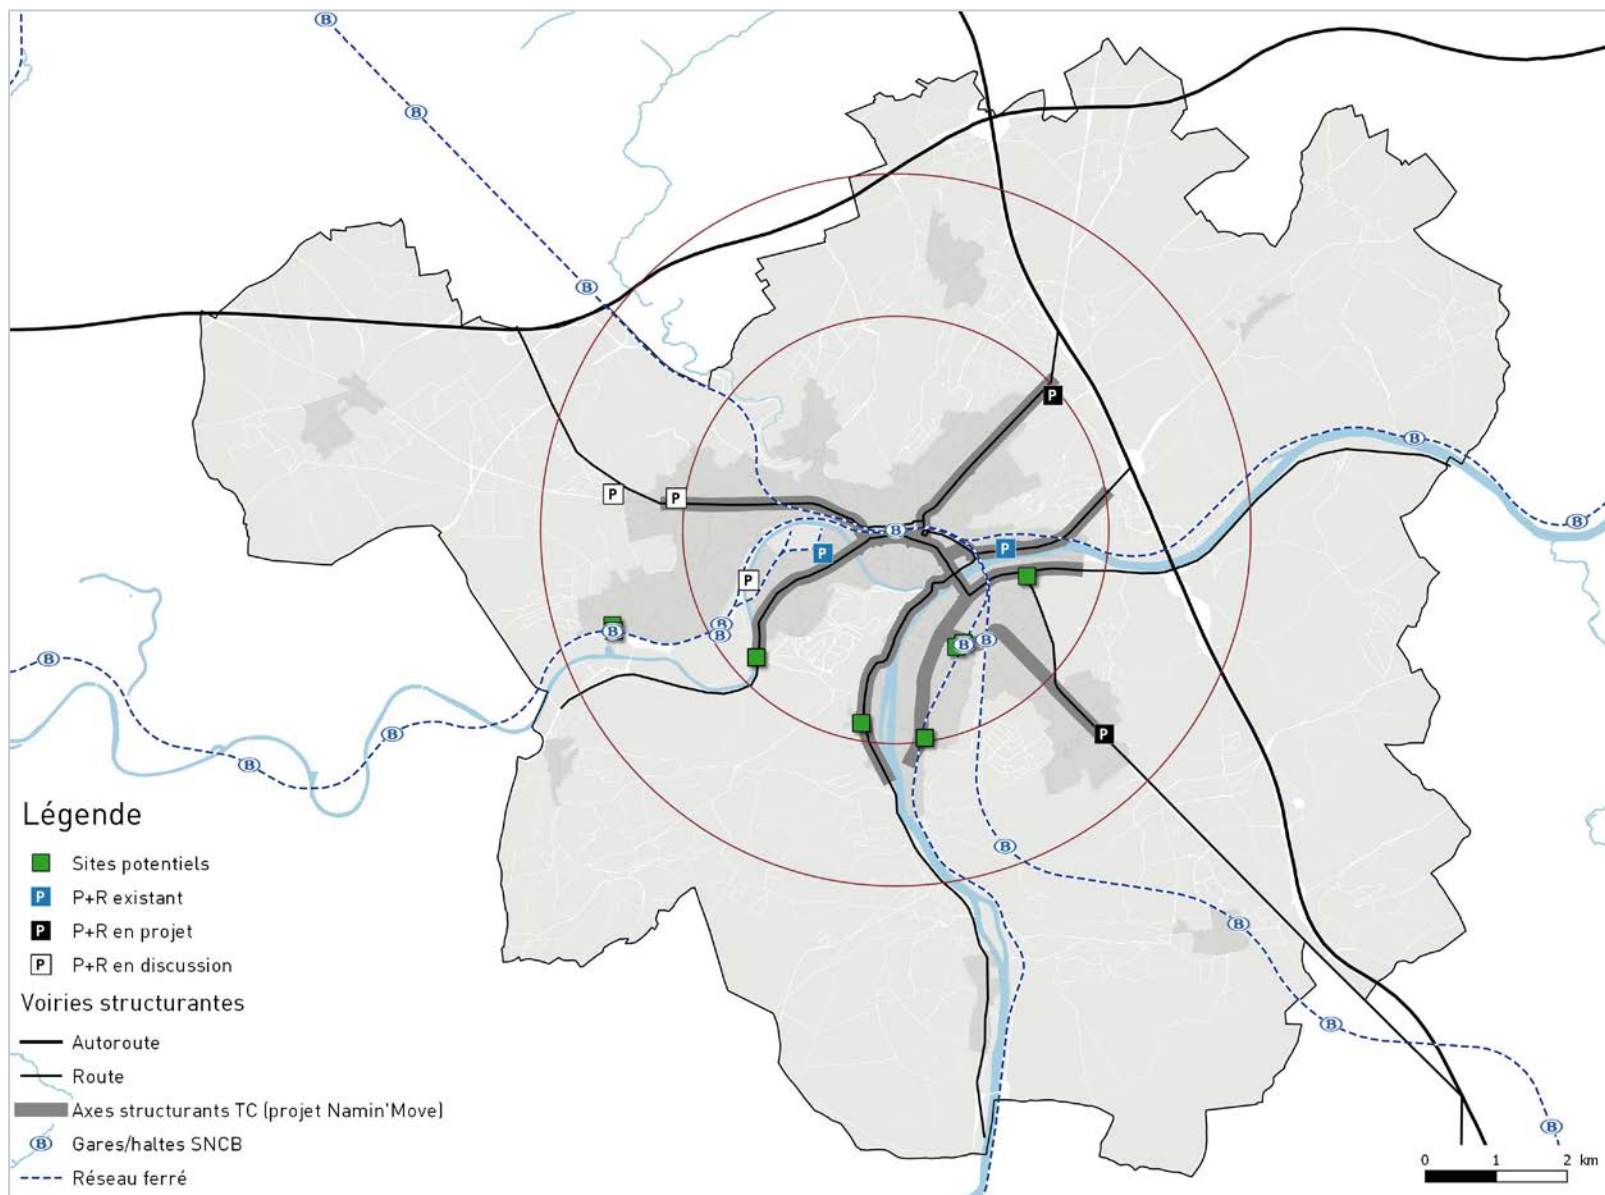 B
B
B
P
B
P
P
B
B
P
P
P
B
B
B
B
B
B
B
P
B
B
B
B
B
B
Légende
Sites potentiels
P P+R existant
P P+R en projet
P P+R en discussion
Voiries structurantes
Autoroute
Route
Axes structurants TC (projet Namin'Move)
B Gares/haltes SNCB
Réseau ferré
0 1 2 km